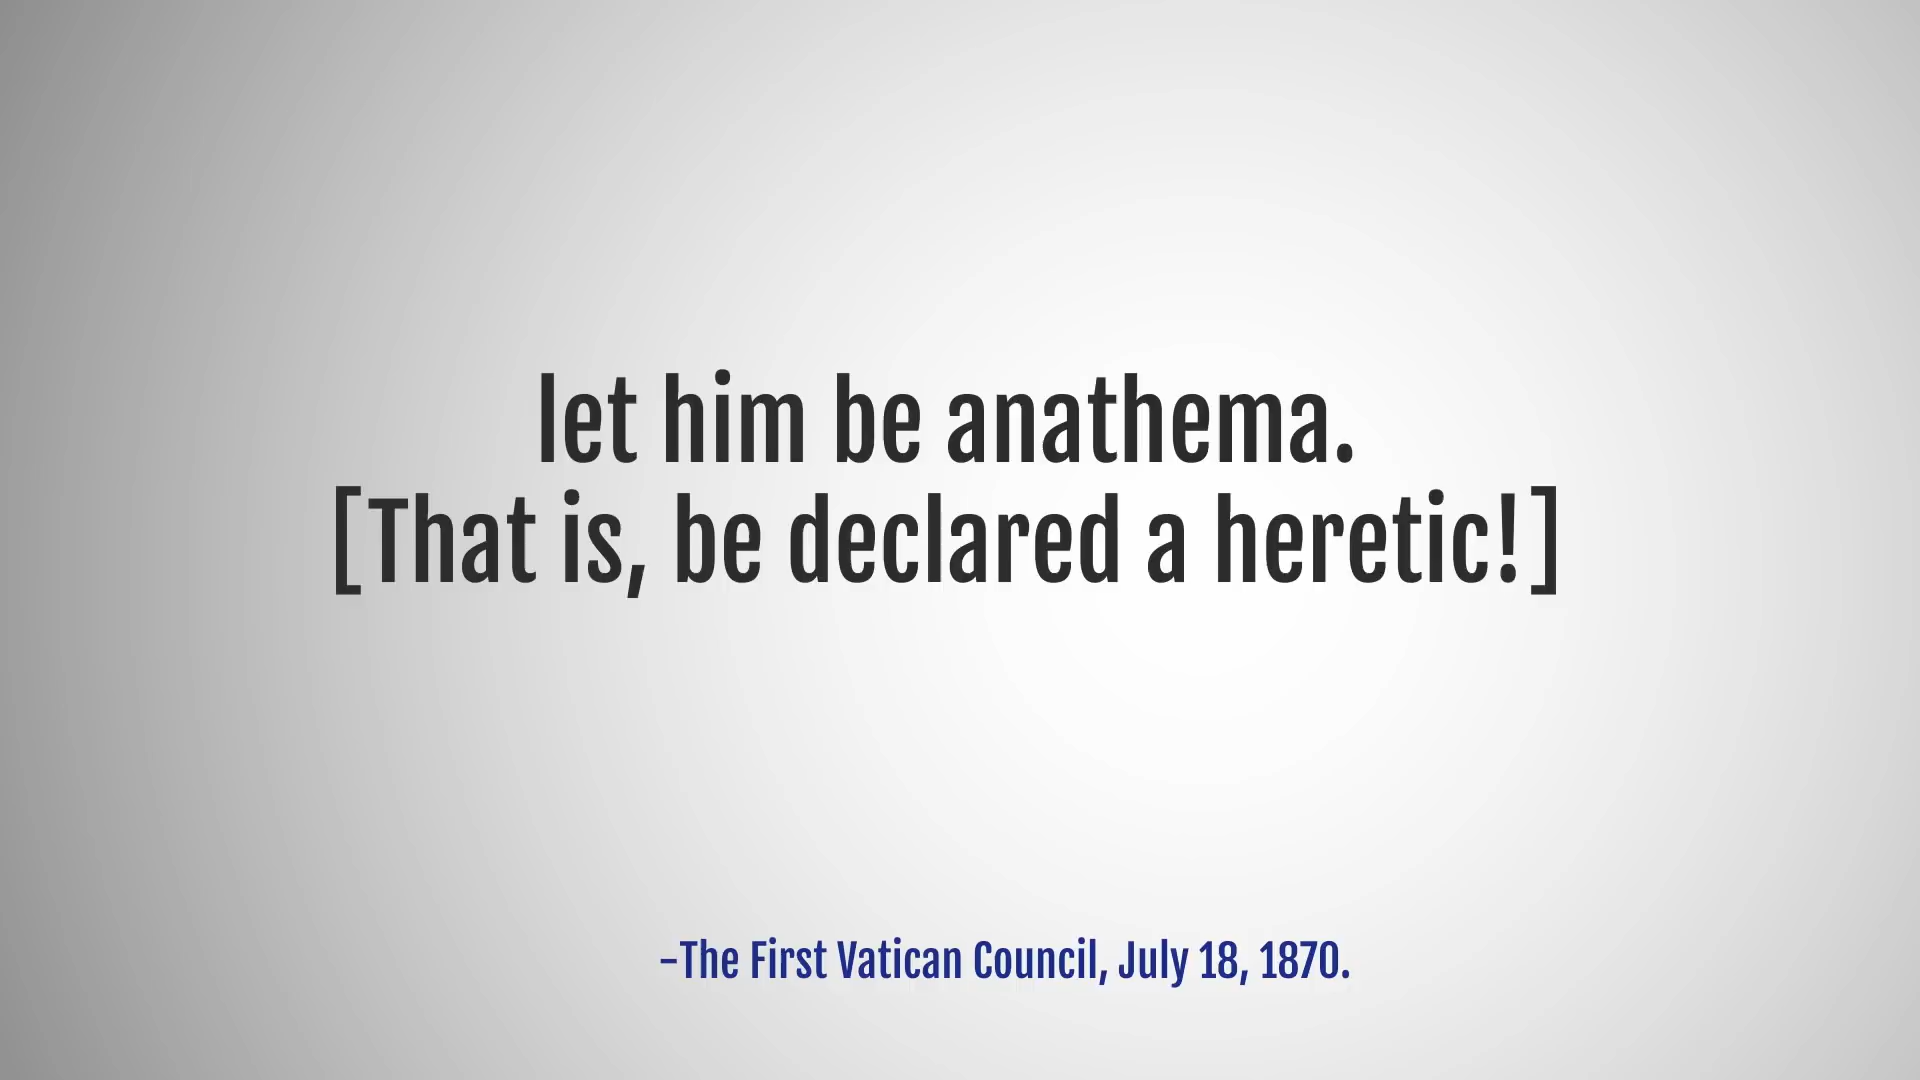 let him be anathema.
[That is, be declared a heretic!]
–The First Vatican Council, July 18, 1870.